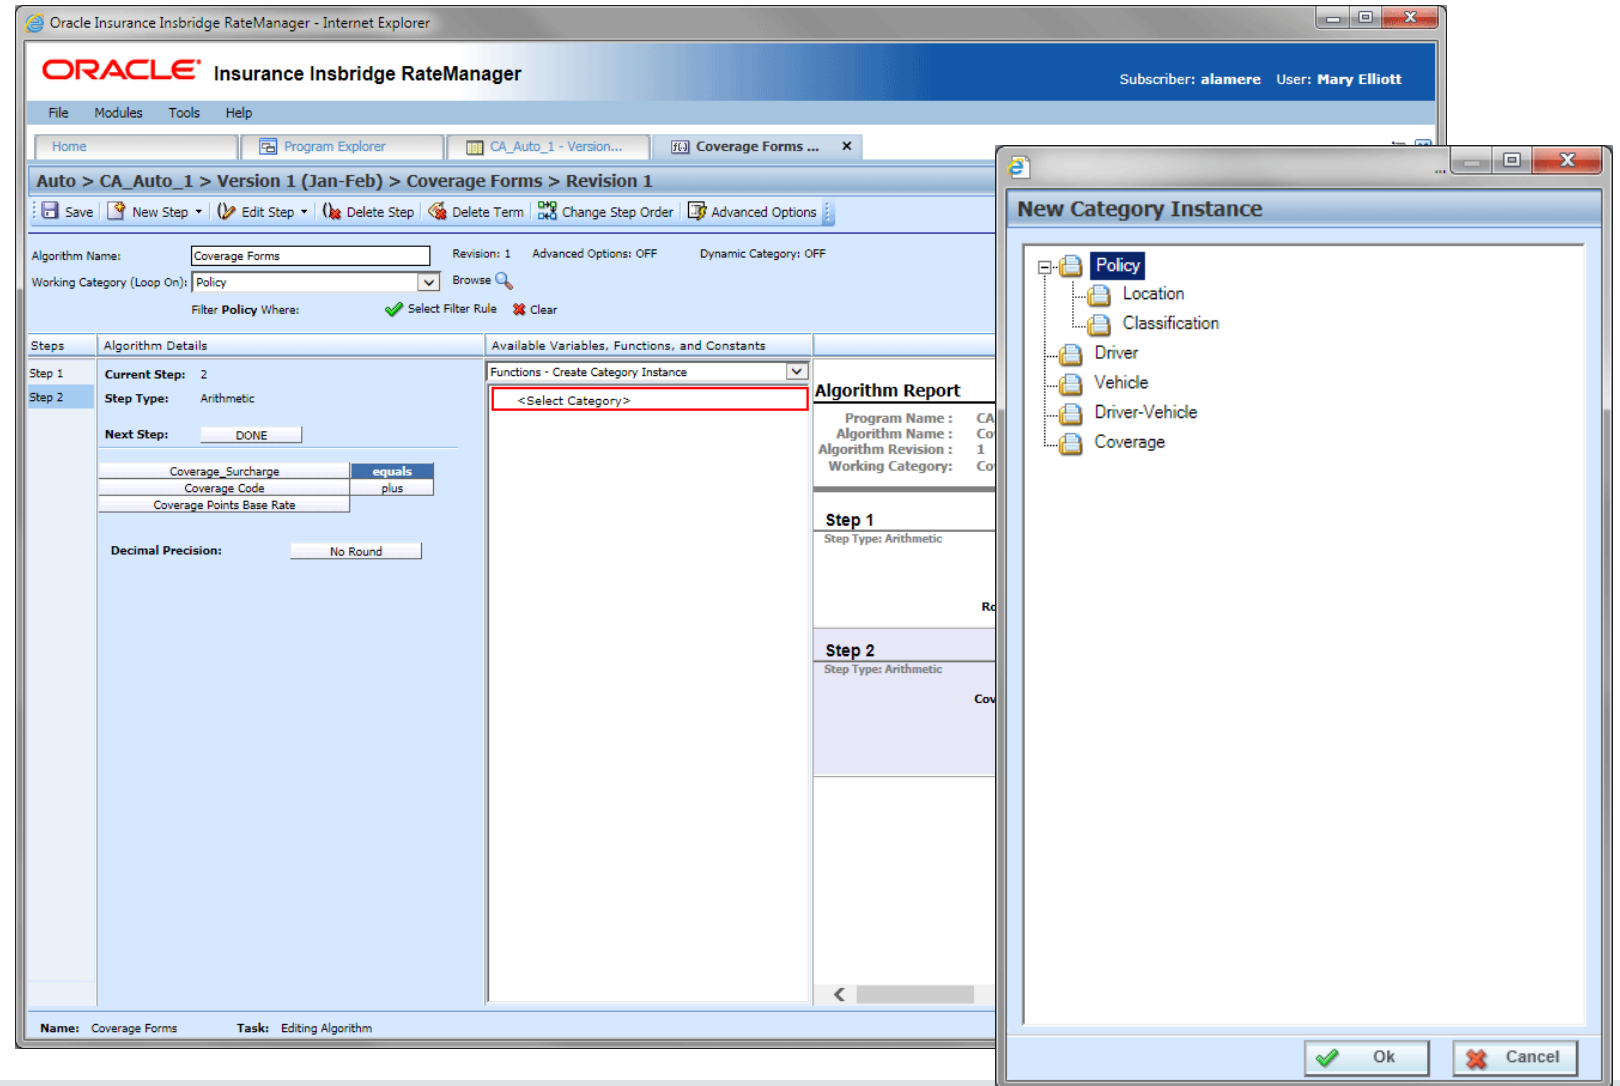 Oracle Insurance Insbridge RateManager - Internet Explorer
ORACLE Insurance Insbridge RateManager
Subscriber: alamere User: Mary Elliott
File Modules Tools Help
Home Program Explorer CA_Auto_1 - Version... f(x) Coverage Forms ... x
Auto > CA_Auto_1 > Version 1 (Jan-Feb) > Coverage Forms > Revision 1
Save New Step Edit Step Delete Step Delete Term Change Step Order Advanced Options
Algorithm Name: Coverage Forms Revision: 1 Advanced Options: OFF Dynamic Category: OFF
Working Category (Loop On): Policy Browse
Filter Policy Where: Select Filter Rule Clear
Steps Algorithm Details Available Variables, Functions, and Constants
Step 1
Step 2
Current Step: 2
Step Type: Arithmetic
Next Step: DONE
Coverage_Surcharge equals
Coverage Code plus
Coverage Points Base Rate
Decimal Precision: No Round
Functions - Create Category Instance
<Select Category>
Algorithm Report
Program Name : CA
Algorithm Name : Co
Algorithm Revision : 1
Working Category: Co
Step 1
Step Type: Arithmetic
Ro
Step 2
Step Type: Arithmetic
Cov
Name: Coverage Forms Task: Editing Algorithm
...
New Category Instance
Policy
Location
Classification
Driver
Vehicle
Driver-Vehicle
Coverage
Ok Cancel